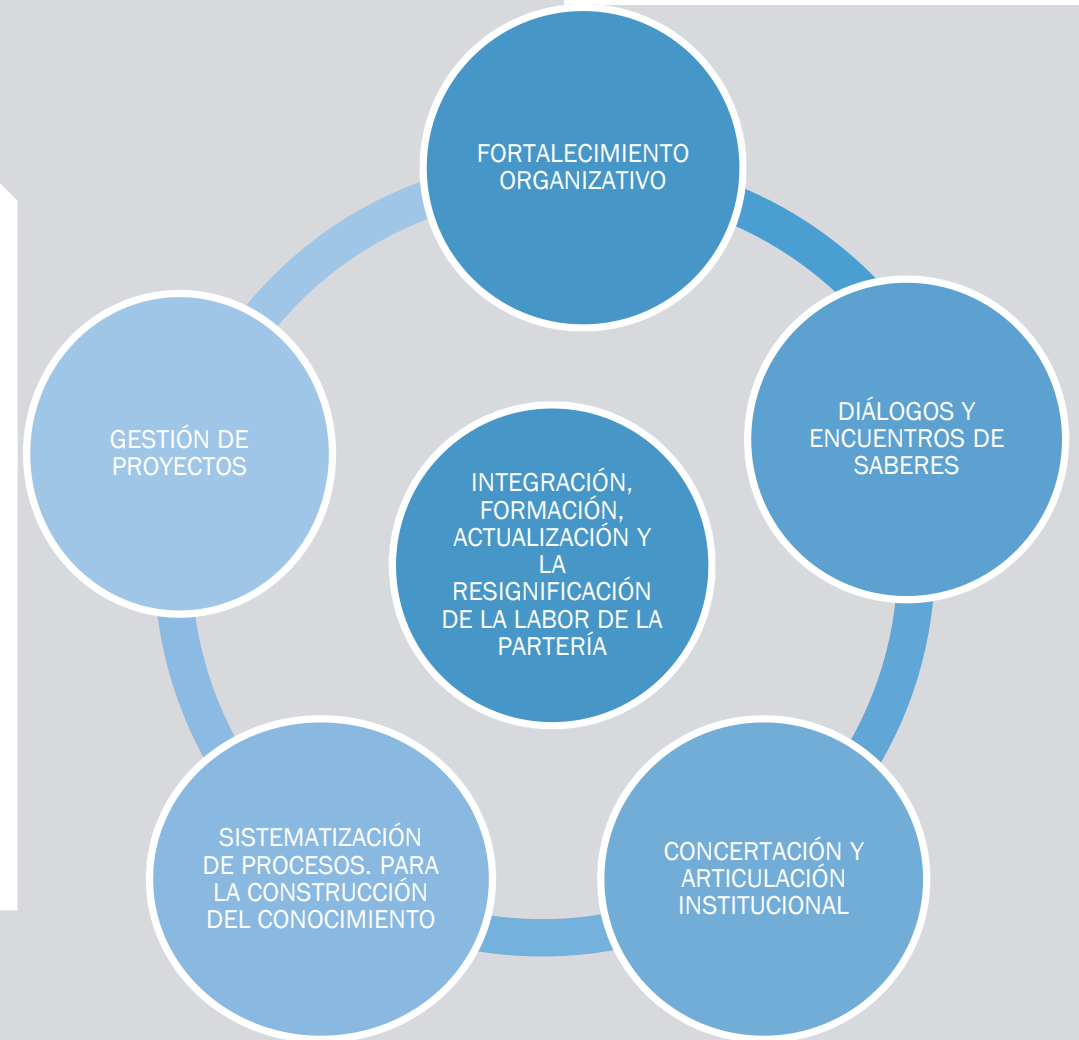 FORTALECIMIENTO
ORGANIZATIVO
DIÁLOGOS Y
ENCUENTROS DE
SABERES
CONCERTACIÓN Y
ARTICULACIÓN
INSTITUCIONAL
SISTEMATIZACIÓN
DE PROCESOS. PARA
LA CONSTRUCCIÓN
DEL CONOCIMIENTO
GESTIÓN DE
PROYECTOS
INTEGRACIÓN,
FORMACIÓN,
ACTUALIZACIÓN Y
LA
RESIGNIFICACIÓN
DE LA LABOR DE LA
PARTERÍA